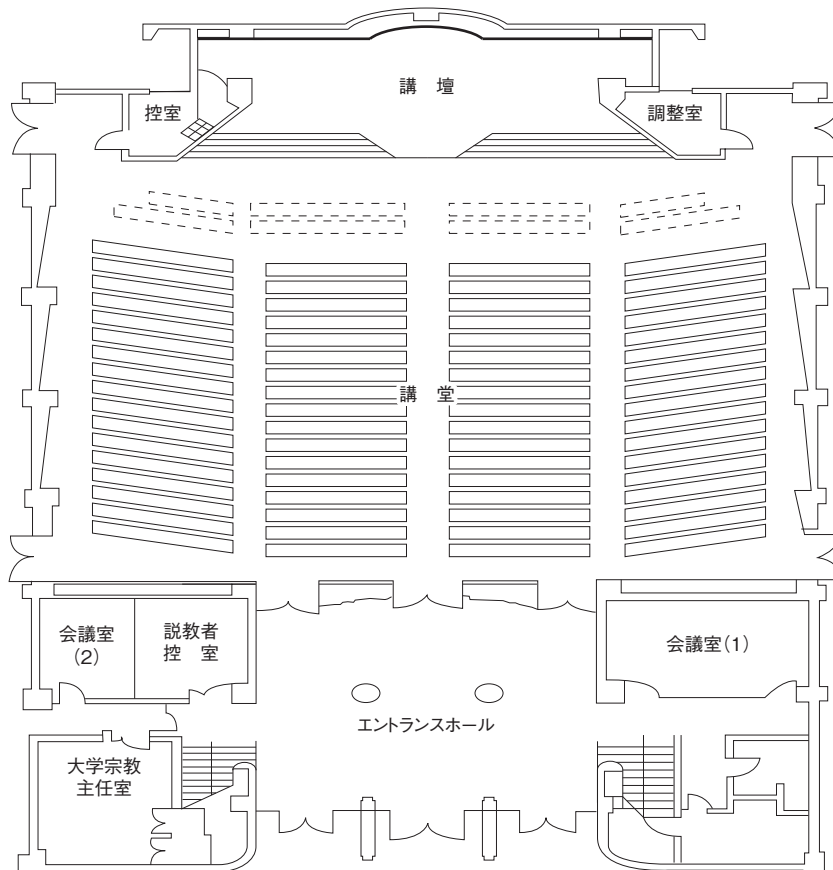 講　壇
控室
調整室
講　堂
会議室
(2)
説教者
控　室
会議室(1)
エントランスホール
大学宗教
主任室